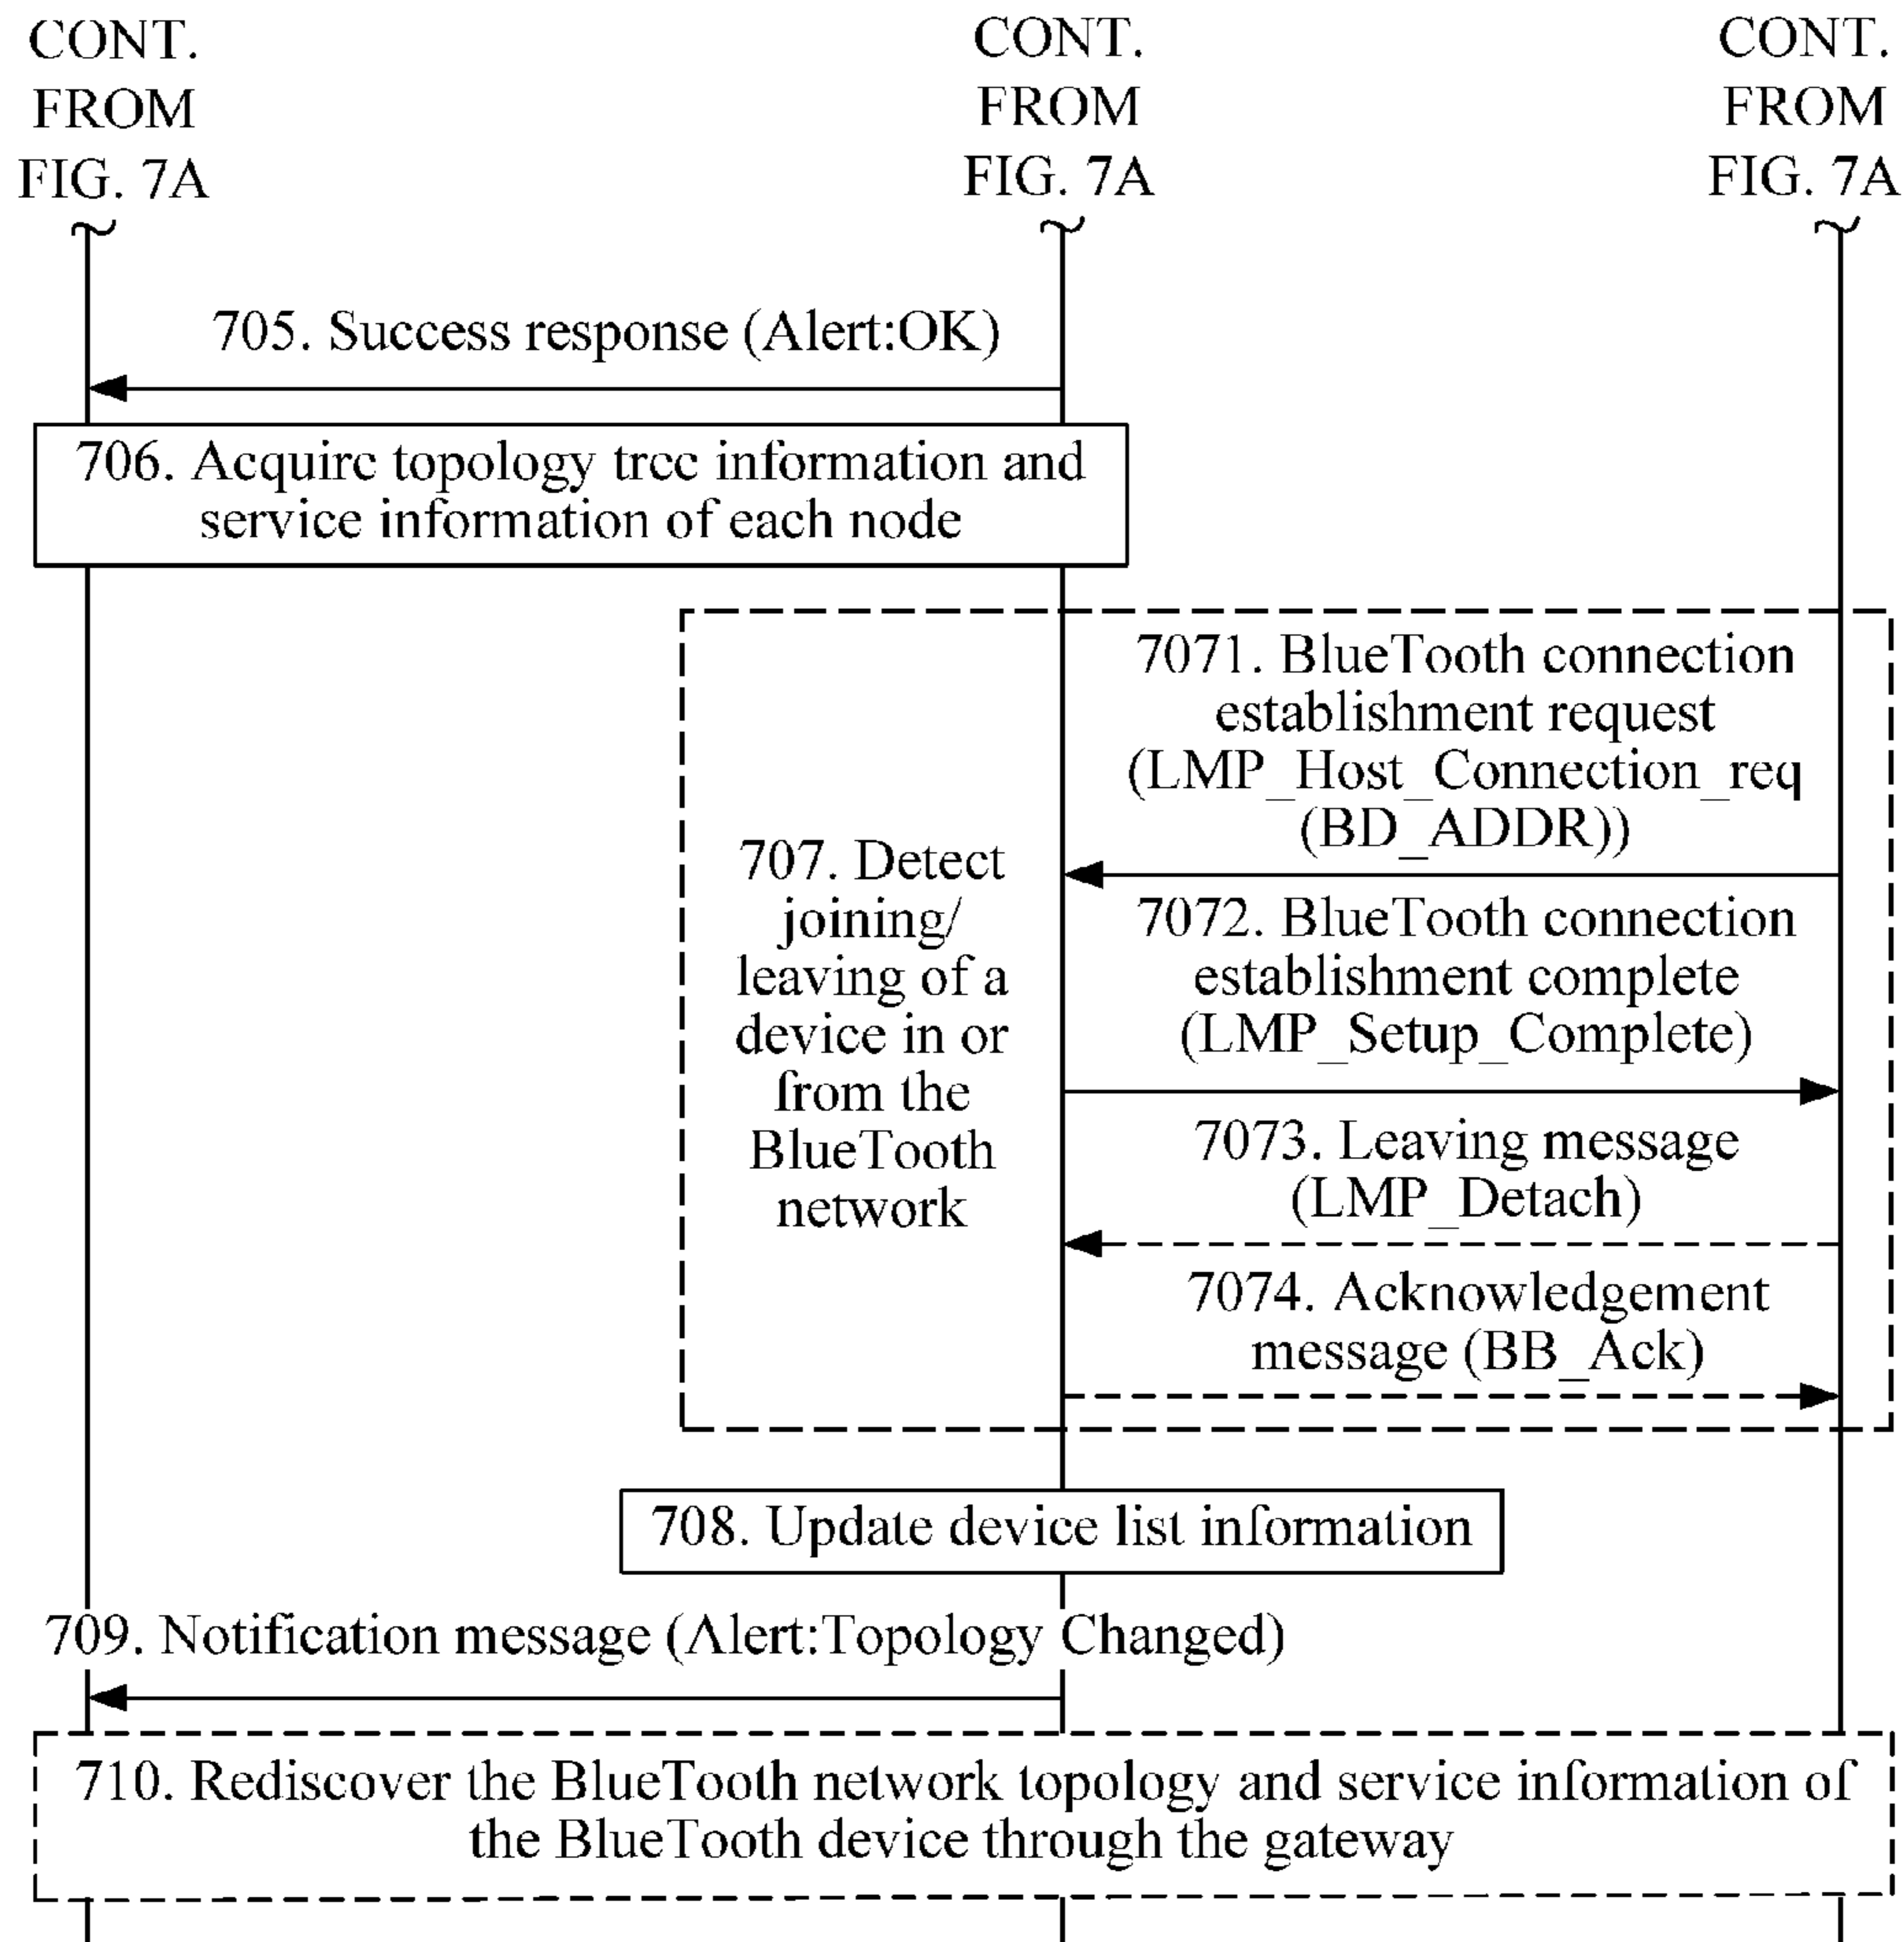 CONT.
FROM
FIG. 7A
CONT.
FROM
FIG. 7A
CONT.
FROM
FIG. 7A
705. Success response (Alert:OK)
706. Acquire topology tree information and
service information of each node
707. Detect
joining/
leaving of a
device in or
from the
BlueTooth
network
7071. BlueTooth connection
establishment request
(LMP_Host_Connection_req
(BD_ADDR))
7072. BlueTooth connection
establishment complete
(LMP_Setup_Complete)
7073. Leaving message
(LMP_Detach)
7074. Acknowledgement
message (BB_Ack)
708. Update device list information
709. Notification message (Alert:Topology Changed)
710. Rediscover the BlueTooth network topology and service information of
the BlueTooth device through the gateway